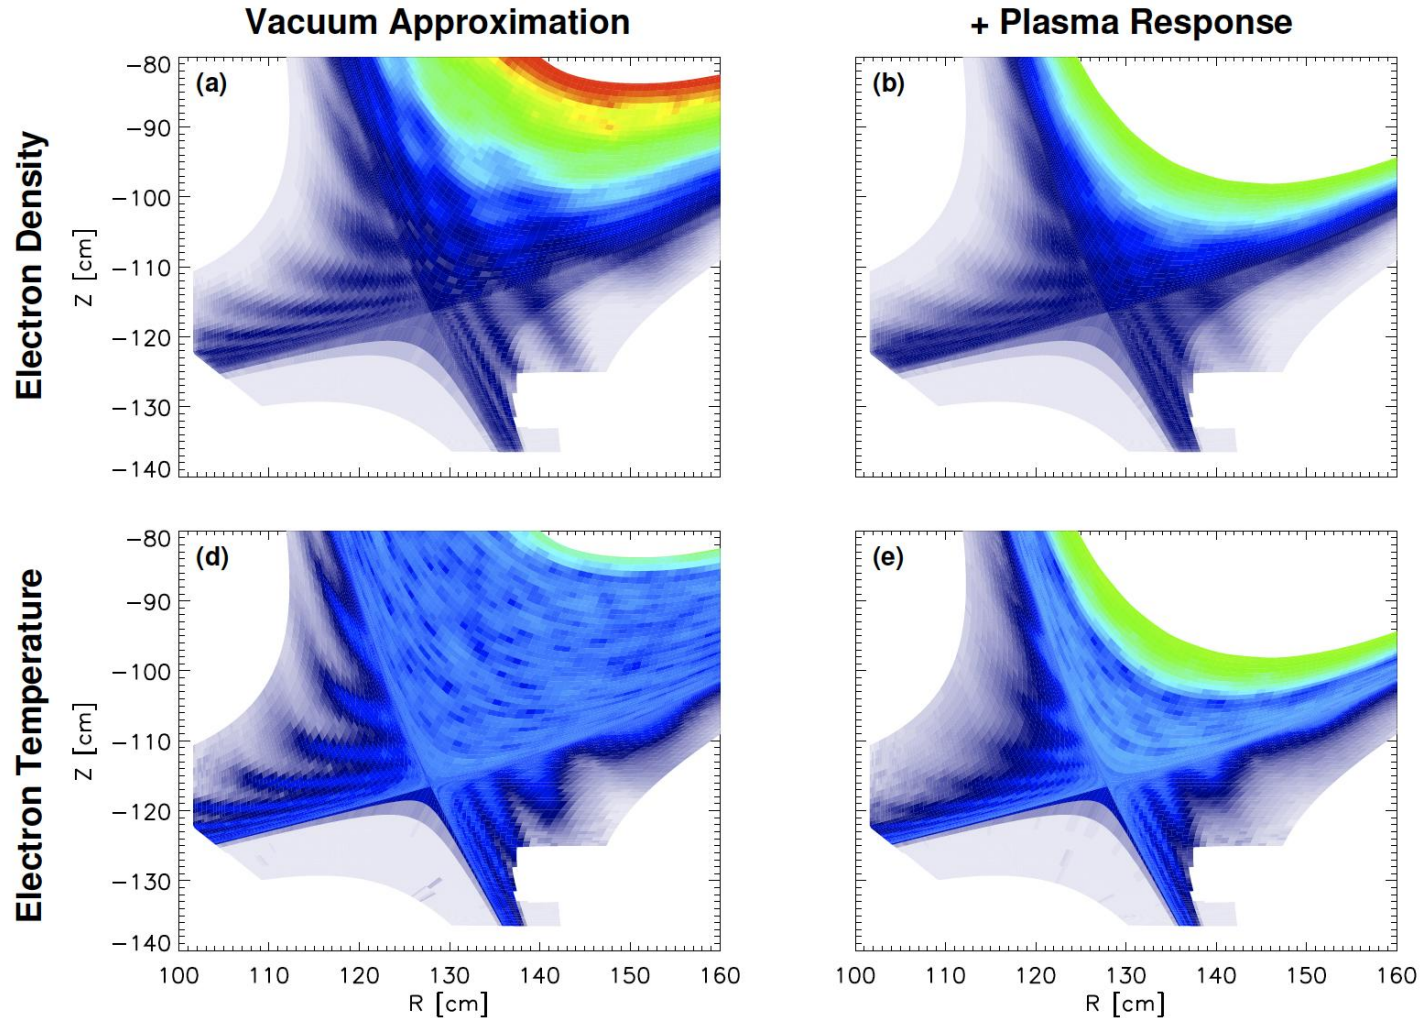 Vacuum Approximation
+ Plasma Response
Electron Density
Z [cm]
−80
−90
−100
−110
−120
−130
−140
(a)
(b)
Electron Temperature
Z [cm]
−80
−90
−100
−110
−120
−130
−140
(d)
(e)
100 110 120 130 140 150 160
R [cm]
100 110 120 130 140 150 160
R [cm]